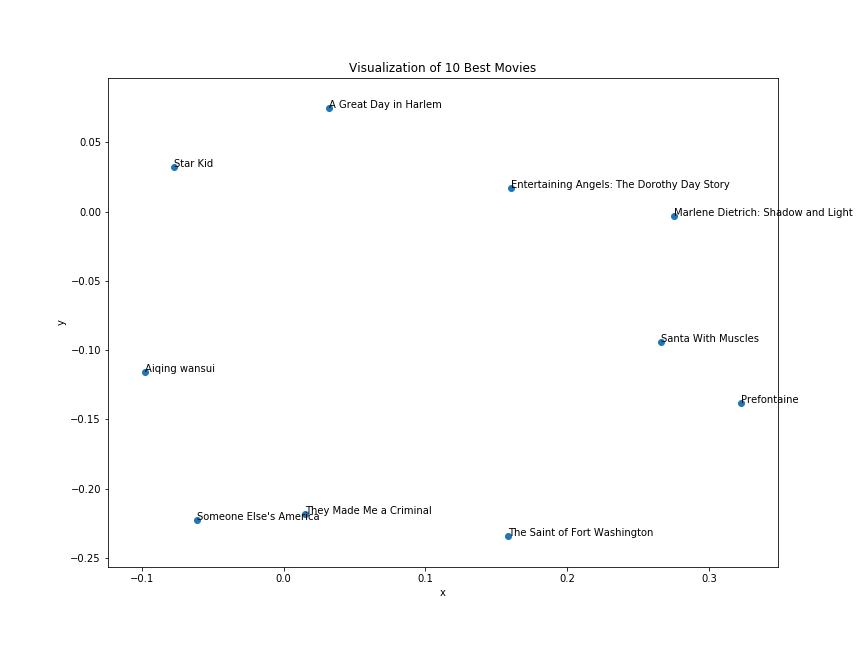 Visualization of 10 Best Movies
A Great Day in Harlem
0.05
Star Kid
Entertaining Angels: The Dorothy Day Story
0.00
Marlene Dietrich: Shadow and Light
−0.05
y
Santa With Muscles
−0.10
Aiqing wansui
Prefontaine
−0.15
−0.20
Someone Else's America
They Made Me a Criminal
The Saint of Fort Washington
−0.25
−0.1 0.0 0.1 0.2 0.3
x